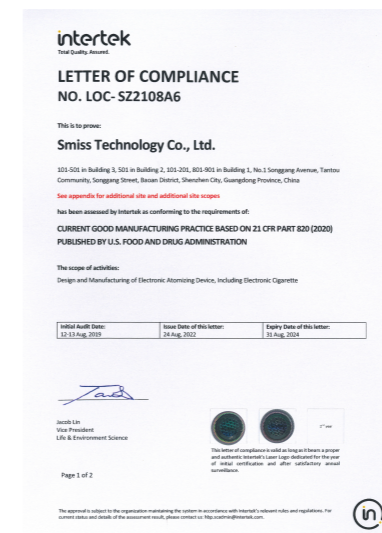 intertek
Total Quality. Assured.
LETTER OF COMPLIANCE
NO. LOC- SZ2108A6
This is to prove:
Smiss Technology Co., Ltd.
101-501 in Building 3, 501 in Building 2, 101-201, 801-901 in Building 1, No.1 Songgang Avenue, Tantou
Community, Songgang Street, Baoan District, Shenzhen City, Guangdong Province, China
See appendix for additional site and additional site scopes
has been assessed by Intertek as conforming to the requirements of:
CURRENT GOOD MANUFACTURING PRACTICE BASED ON 21 CFR PART 820 (2020)
PUBLISHED BY U.S. FOOD AND DRUG ADMINISTRATION
The scope of activities:
Design and Manufacturing of Electronic Atomizing Device, Including Electronic Cigarette
Initial Audit Date: Issue Date of this letter: Expiry Date of this letter:
12-13 Aug, 2019 24 Aug, 2022 31 Aug, 2024
Jacob Lin
Vice President
Life & Environment Science
This letter of compliance is valid as long as it bears a proper
and authentic Intertek's Laser Logo dedicated for the year
of initial certification and after satisfactory annual
surveillance.
Page 1 of 2
The approval is subject to the organization maintaining the system in accordance with Intertek's relevant roles and regulations. For
current status and details of the assessment result, please contact us: hkp.scadmin@intertek.com.
in